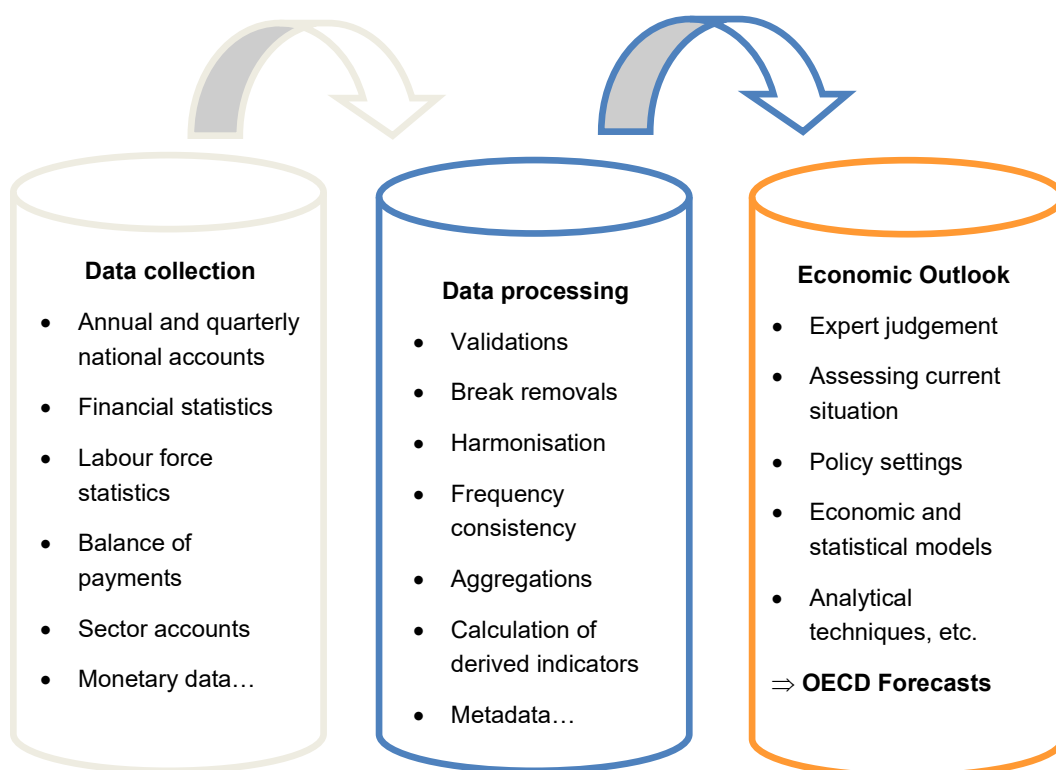 Data collection
• Annual and quarterly
national accounts
• Financial statistics
• Labour force
statistics
• Balance of
payments
• Sector accounts
• Monetary data…
Data processing
• Validations
• Break removals
• Harmonisation
• Frequency
consistency
• Aggregations
• Calculation of
derived indicators
• Metadata…
Economic Outlook
• Expert judgement
• Assessing current
situation
• Policy settings
• Economic and
statistical models
• Analytical
techniques, etc.
⇒ OECD Forecasts